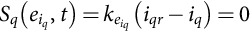 S_q(e_{i_q}, t) = k_{e_{i_q}}(i_{qr} − i_q) = 0